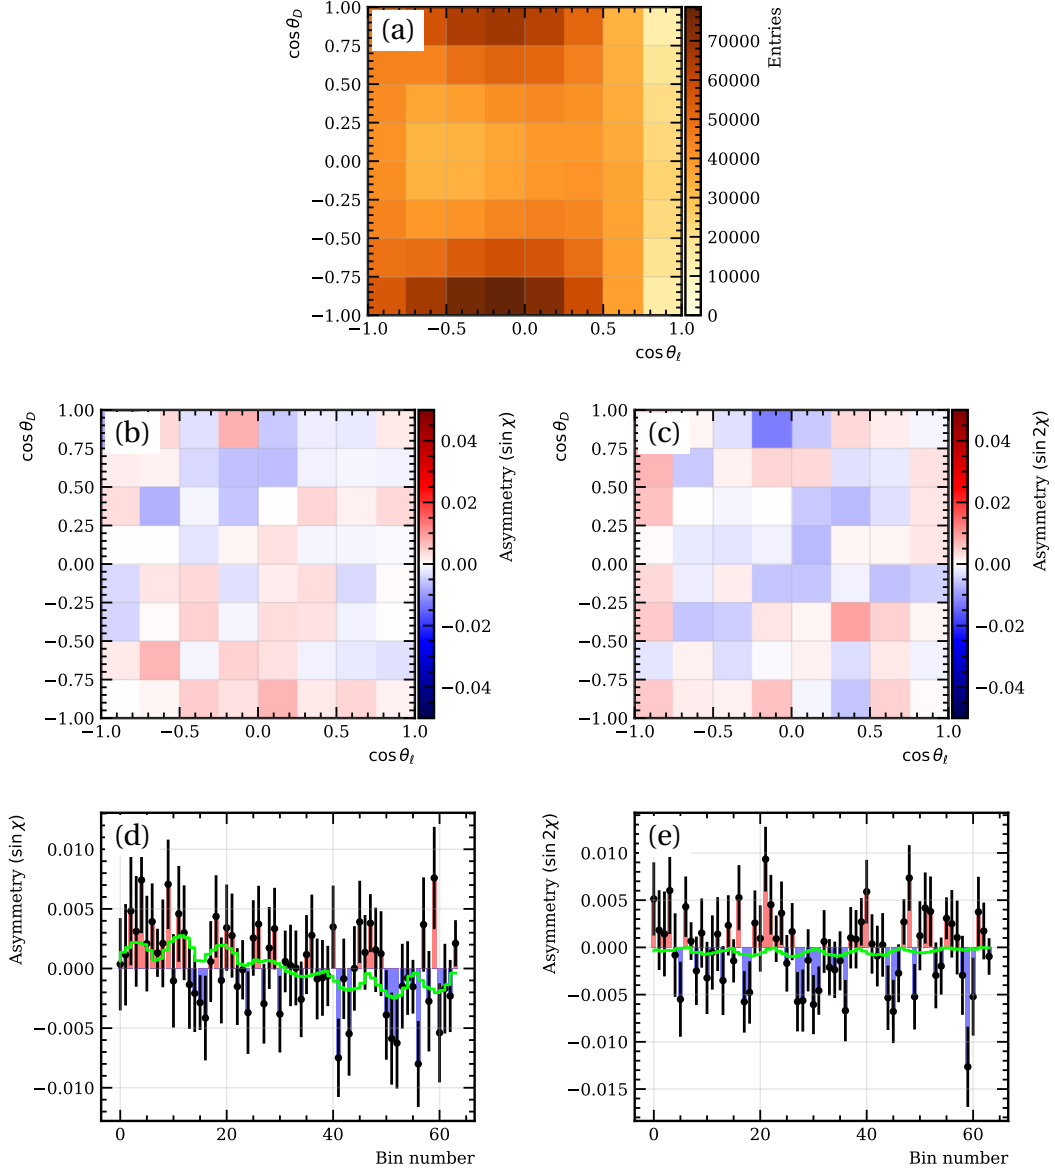 (a)
cos θ_D
1.00
0.75
0.50
0.25
0.00
−0.25
−0.50
−0.75
−1.00
−1.0 −0.5 0.0 0.5 1.0
cos θ_ℓ
Entries
70000
60000
50000
40000
30000
20000
10000
0
(b)
cos θ_D
1.00
0.75
0.50
0.25
0.00
−0.25
−0.50
−0.75
−1.00
−1.0 −0.5 0.0 0.5 1.0
cos θ_ℓ
Asymmetry (sin χ)
0.04
0.02
0.00
−0.02
−0.04
(c)
cos θ_D
1.00
0.75
0.50
0.25
0.00
−0.25
−0.50
−0.75
−1.00
−1.0 −0.5 0.0 0.5 1.0
cos θ_ℓ
Asymmetry (sin 2χ)
0.04
0.02
0.00
−0.02
−0.04
(d)
Asymmetry (sin χ)
0.010
0.005
0.000
−0.005
−0.010
0 20 40 60
Bin number
(e)
Asymmetry (sin 2χ)
0.010
0.005
0.000
−0.005
−0.010
−0.015
0 20 40 60
Bin number